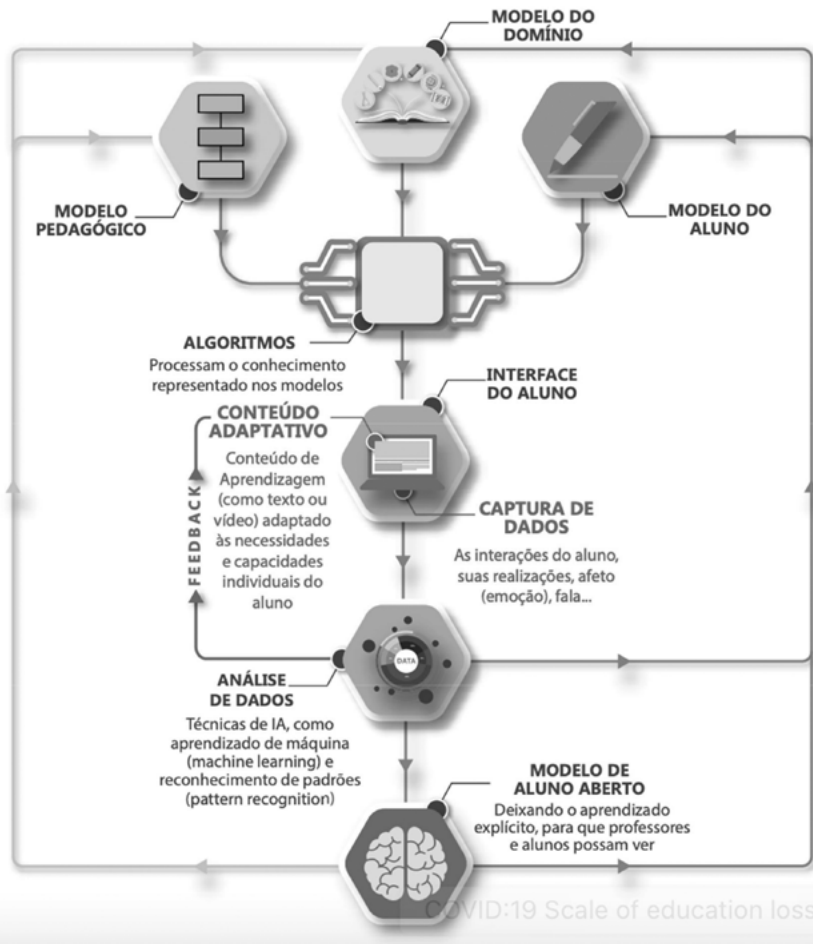 MODELO DO
DOMÍNIO
MODELO
PEDAGÓGICO
MODELO DO
ALUNO
ALGORITMOS
Processam o conhecimento
representado nos modelos
INTERFACE
DO ALUNO
CONTEÚDO
ADAPTATIVO
Conteúdo de
Aprendizagem
(como texto ou
vídeo) adaptado
às necessidades
e capacidades
individuais do
aluno
FEEDBACK
CAPTURA DE
DADOS
As interações do aluno,
suas realizações, afeto
(emoção), fala...
DATA
ANÁLISE
DE DADOS
Técnicas de IA, como
aprendizado de máquina
(machine learning) e
reconhecimento de padrões
(pattern recognition)
MODELO DE
ALUNO ABERTO
Deixando o aprendizado
explícito, para que professores
e alunos possam ver
COVID:19 Scale of education loss